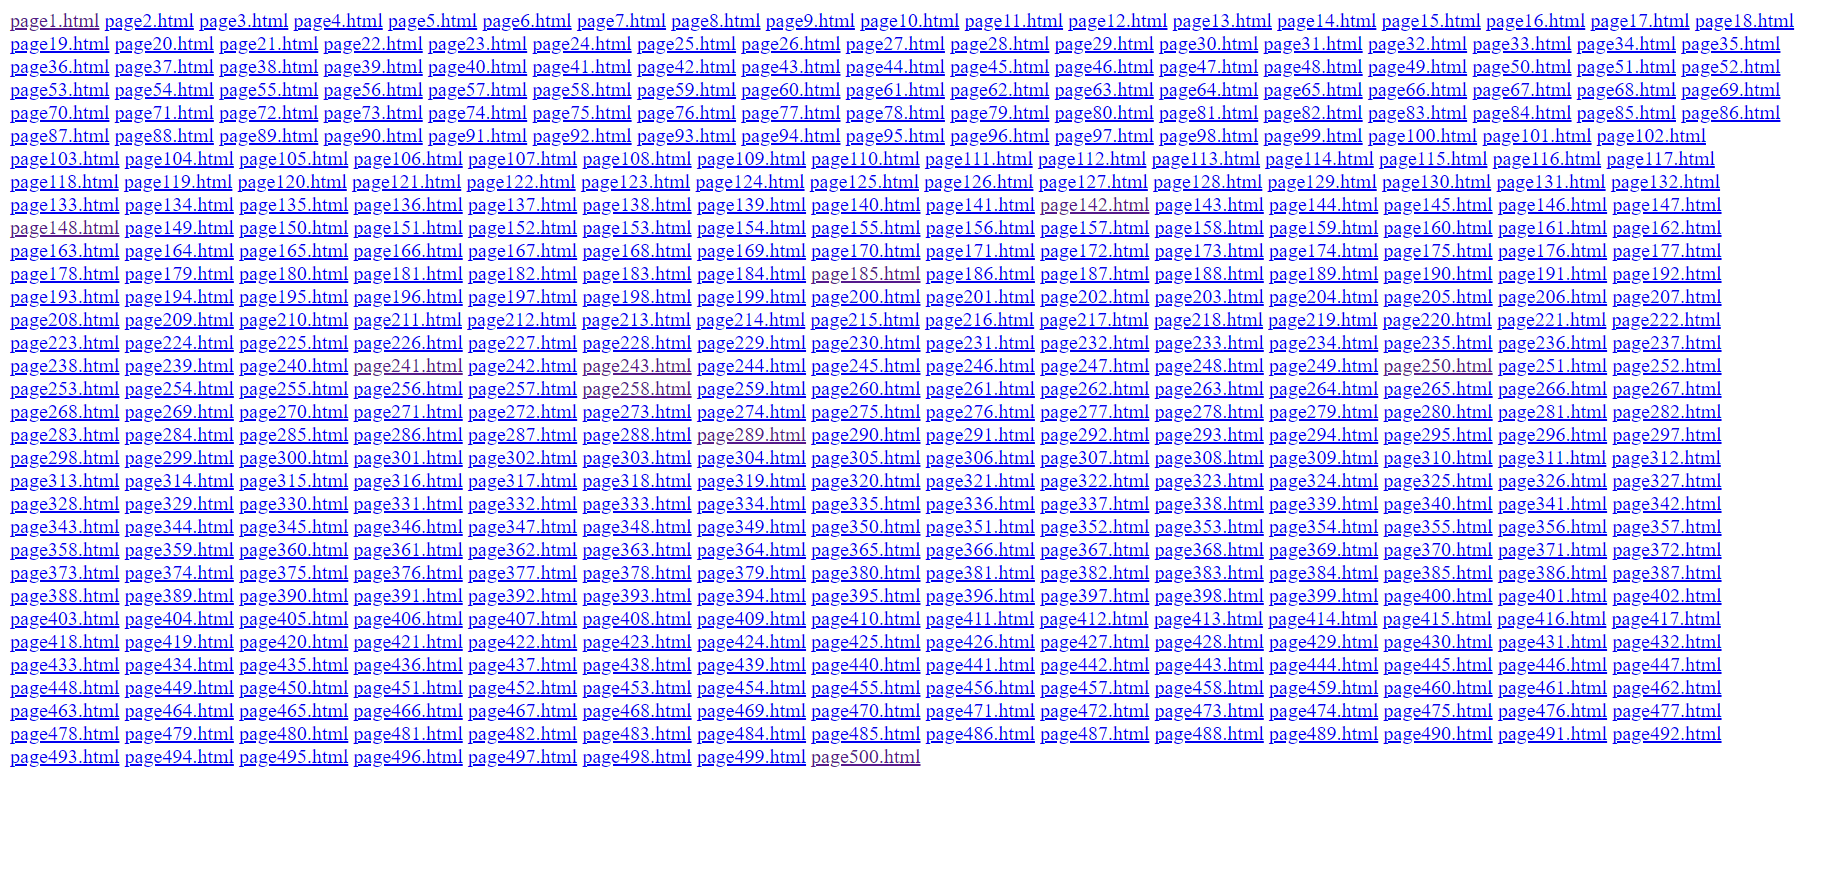 page1.html page2.html page3.html page4.html page5.html page6.html page7.html page8.html page9.html page10.html page11.html page12.html page13.html page14.html page15.html page16.html page17.html page18.html
page19.html page20.html page21.html page22.html page23.html page24.html page25.html page26.html page27.html page28.html page29.html page30.html page31.html page32.html page33.html page34.html page35.html
page36.html page37.html page38.html page39.html page40.html page41.html page42.html page43.html page44.html page45.html page46.html page47.html page48.html page49.html page50.html page51.html page52.html
page53.html page54.html page55.html page56.html page57.html page58.html page59.html page60.html page61.html page62.html page63.html page64.html page65.html page66.html page67.html page68.html page69.html
page70.html page71.html page72.html page73.html page74.html page75.html page76.html page77.html page78.html page79.html page80.html page81.html page82.html page83.html page84.html page85.html page86.html
page87.html page88.html page89.html page90.html page91.html page92.html page93.html page94.html page95.html page96.html page97.html page98.html page99.html page100.html page101.html page102.html
page103.html page104.html page105.html page106.html page107.html page108.html page109.html page110.html page111.html page112.html page113.html page114.html page115.html page116.html page117.html
page118.html page119.html page120.html page121.html page122.html page123.html page124.html page125.html page126.html page127.html page128.html page129.html page130.html page131.html page132.html
page133.html page134.html page135.html page136.html page137.html page138.html page139.html page140.html page141.html page142.html page143.html page144.html page145.html page146.html page147.html
page148.html page149.html page150.html page151.html page152.html page153.html page154.html page155.html page156.html page157.html page158.html page159.html page160.html page161.html page162.html
page163.html page164.html page165.html page166.html page167.html page168.html page169.html page170.html page171.html page172.html page173.html page174.html page175.html page176.html page177.html
page178.html page179.html page180.html page181.html page182.html page183.html page184.html page185.html page186.html page187.html page188.html page189.html page190.html page191.html page192.html
page193.html page194.html page195.html page196.html page197.html page198.html page199.html page200.html page201.html page202.html page203.html page204.html page205.html page206.html page207.html
page208.html page209.html page210.html page211.html page212.html page213.html page214.html page215.html page216.html page217.html page218.html page219.html page220.html page221.html page222.html
page223.html page224.html page225.html page226.html page227.html page228.html page229.html page230.html page231.html page232.html page233.html page234.html page235.html page236.html page237.html
page238.html page239.html page240.html page241.html page242.html page243.html page244.html page245.html page246.html page247.html page248.html page249.html page250.html page251.html page252.html
page253.html page254.html page255.html page256.html page257.html page258.html page259.html page260.html page261.html page262.html page263.html page264.html page265.html page266.html page267.html
page268.html page269.html page270.html page271.html page272.html page273.html page274.html page275.html page276.html page277.html page278.html page279.html page280.html page281.html page282.html
page283.html page284.html page285.html page286.html page287.html page288.html page289.html page290.html page291.html page292.html page293.html page294.html page295.html page296.html page297.html
page298.html page299.html page300.html page301.html page302.html page303.html page304.html page305.html page306.html page307.html page308.html page309.html page310.html page311.html page312.html
page313.html page314.html page315.html page316.html page317.html page318.html page319.html page320.html page321.html page322.html page323.html page324.html page325.html page326.html page327.html
page328.html page329.html page330.html page331.html page332.html page333.html page334.html page335.html page336.html page337.html page338.html page339.html page340.html page341.html page342.html
page343.html page344.html page345.html page346.html page347.html page348.html page349.html page350.html page351.html page352.html page353.html page354.html page355.html page356.html page357.html
page358.html page359.html page360.html page361.html page362.html page363.html page364.html page365.html page366.html page367.html page368.html page369.html page370.html page371.html page372.html
page373.html page374.html page375.html page376.html page377.html page378.html page379.html page380.html page381.html page382.html page383.html page384.html page385.html page386.html page387.html
page388.html page389.html page390.html page391.html page392.html page393.html page394.html page395.html page396.html page397.html page398.html page399.html page400.html page401.html page402.html
page403.html page404.html page405.html page406.html page407.html page408.html page409.html page410.html page411.html page412.html page413.html page414.html page415.html page416.html page417.html
page418.html page419.html page420.html page421.html page422.html page423.html page424.html page425.html page426.html page427.html page428.html page429.html page430.html page431.html page432.html
page433.html page434.html page435.html page436.html page437.html page438.html page439.html page440.html page441.html page442.html page443.html page444.html page445.html page446.html page447.html
page448.html page449.html page450.html page451.html page452.html page453.html page454.html page455.html page456.html page457.html page458.html page459.html page460.html page461.html page462.html
page463.html page464.html page465.html page466.html page467.html page468.html page469.html page470.html page471.html page472.html page473.html page474.html page475.html page476.html page477.html
page478.html page479.html page480.html page481.html page482.html page483.html page484.html page485.html page486.html page487.html page488.html page489.html page490.html page491.html page492.html
page493.html page494.html page495.html page496.html page497.html page498.html page499.html page500.html